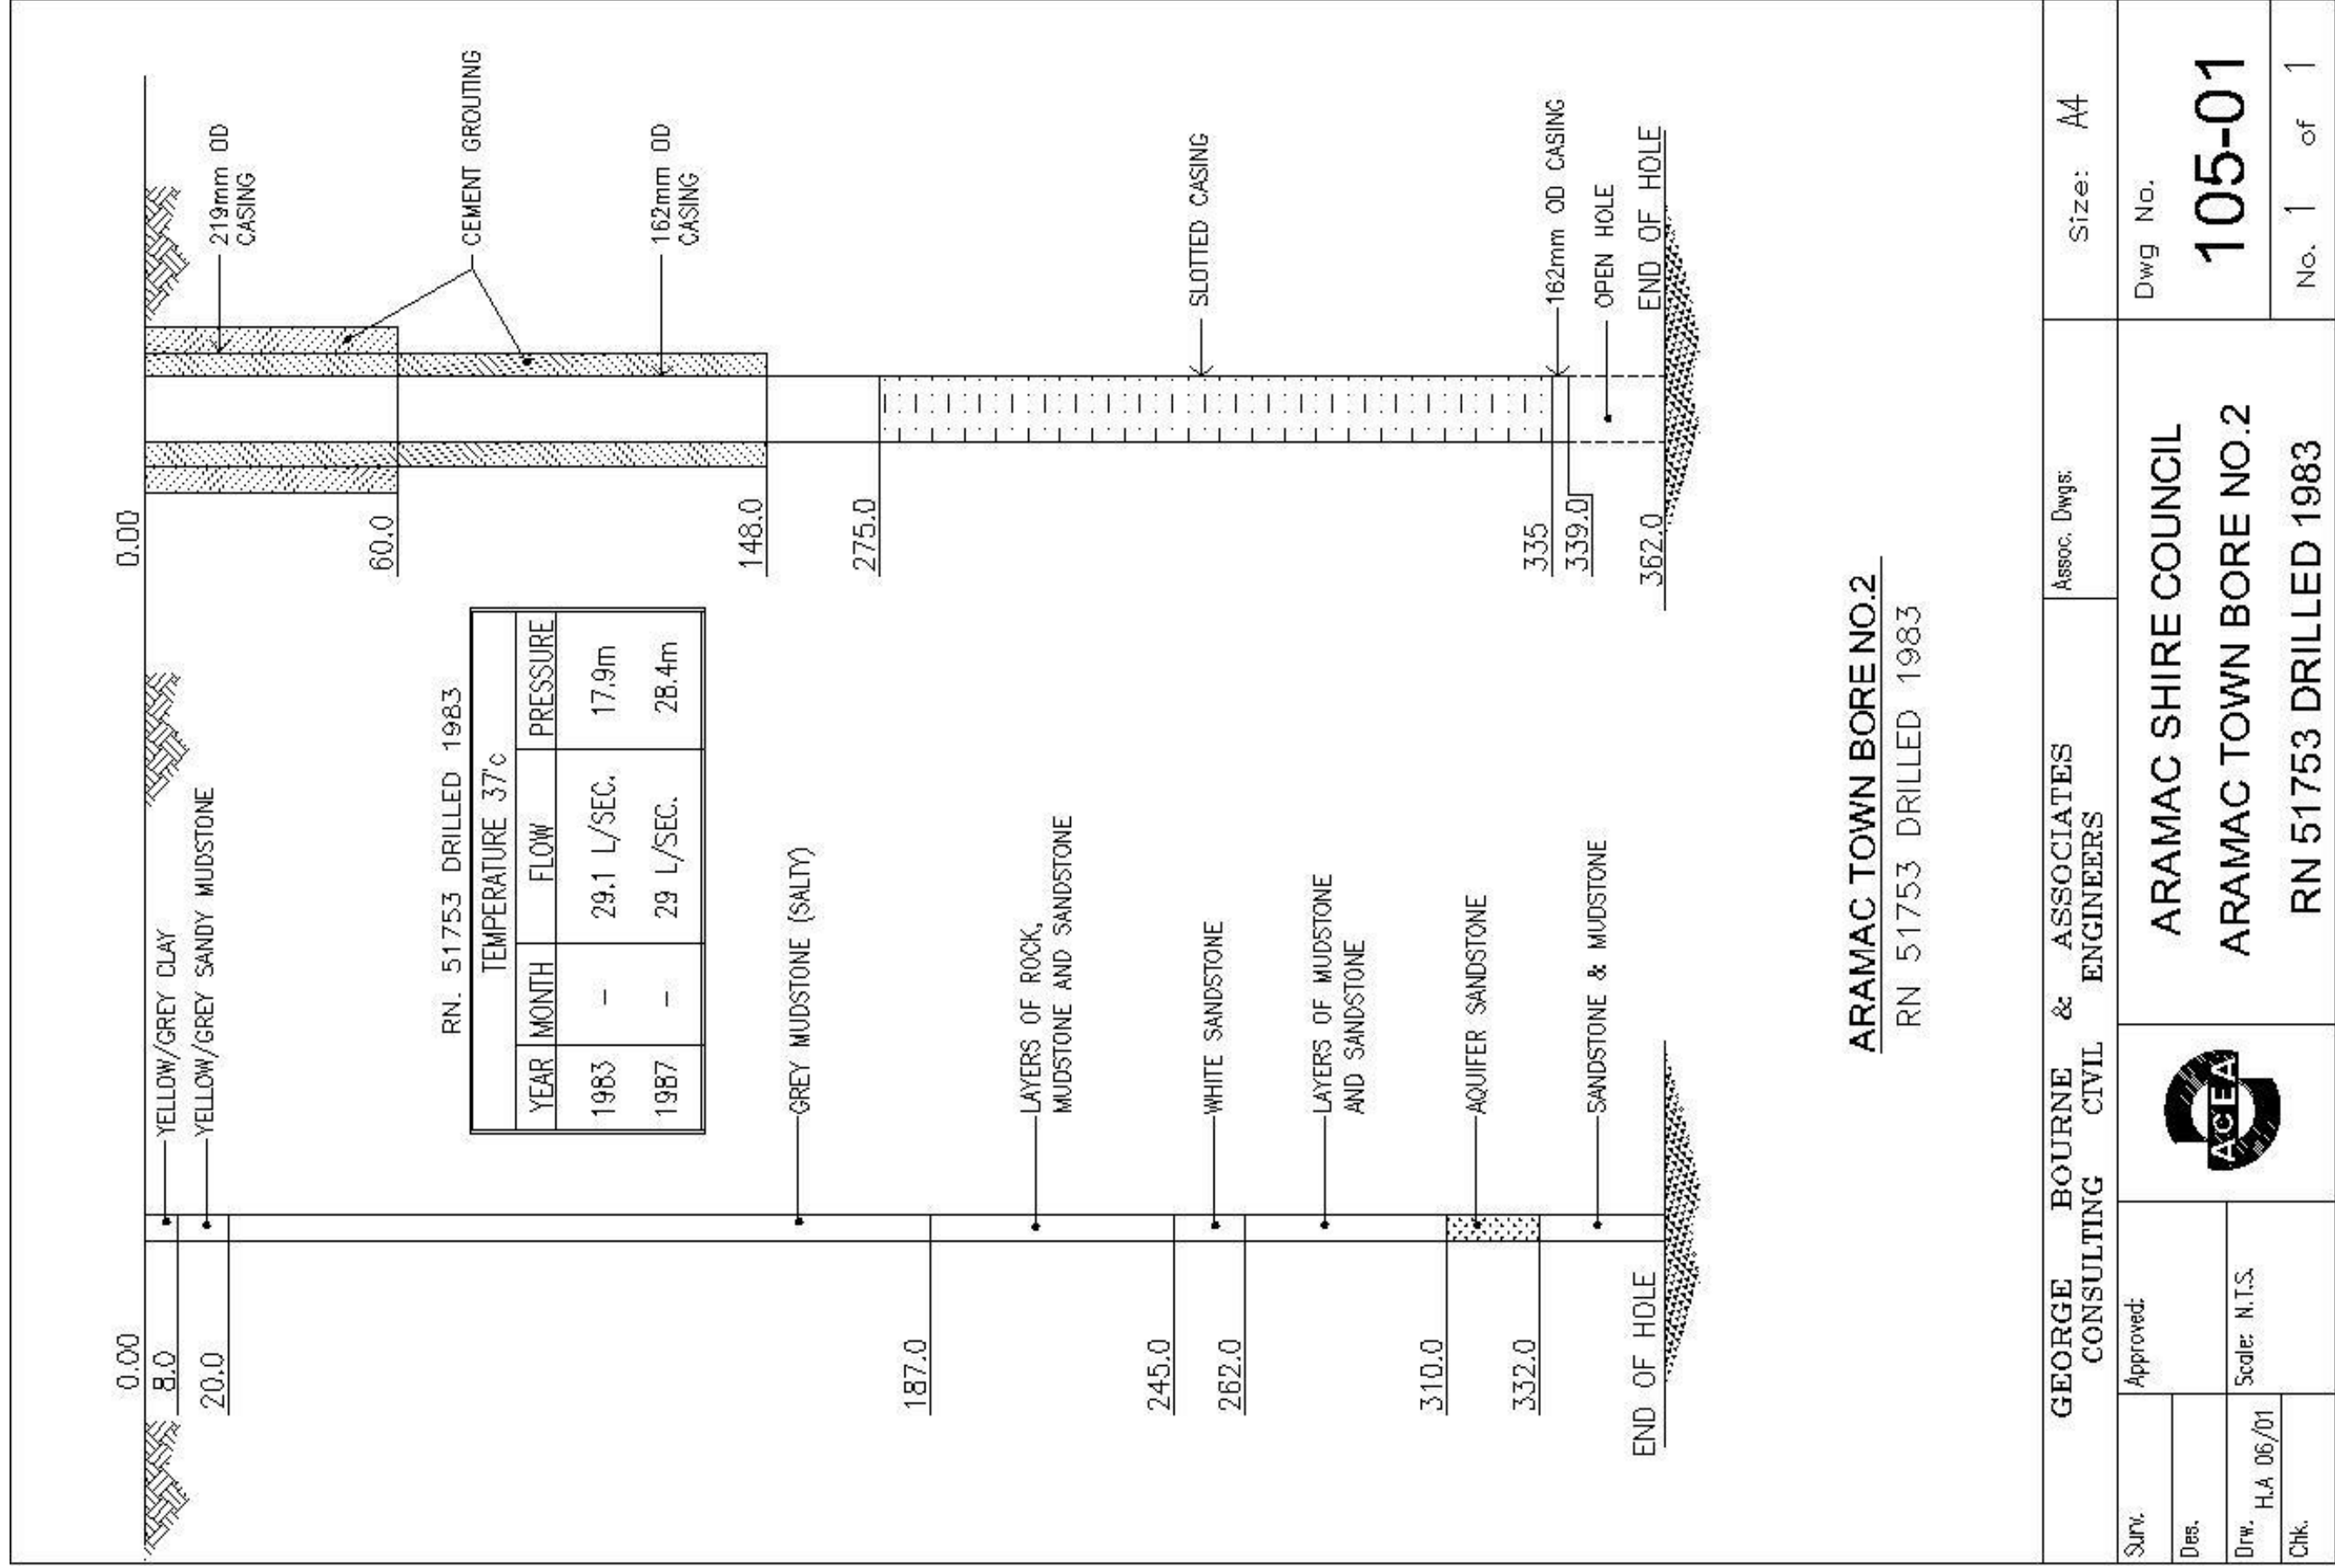 0.00
8.0
20.0
187.0
245.0
262.0
310.0
332.0
END OF HOLE
YELLOW/GREY CLAY
YELLOW/GREY SANDY MUDSTONE
GREY MUDSTONE (SALTY)
LAYERS OF ROCK,
MUDSTONE AND SANDSTONE
WHITE SANDSTONE
LAYERS OF MUDSTONE
AND SANDSTONE
AQUIFER SANDSTONE
SANDSTONE & MUDSTONE
RN. 51753 DRILLED 1983
TEMPERATURE 37'c
YEAR MONTH FLOW PRESSURE
1983 – 29.1 L/SEC. 17.9m
1987 – 29 L/SEC. 28.4m
0.00
60.0
148.0
275.0
335
339.0
362.0
219mm OD
CASING
CEMENT GROUTING
162mm OD
CASING
SLOTTED CASING
162mm OD CASING
OPEN HOLE
END OF HOLE
ARAMAC TOWN BORE NO.2
RN 51753 DRILLED 1983
GEORGE BOURNE & ASSOCIATES
CONSULTING CIVIL ENGINEERS
Assoc. Dwgs:
Size: A4
Surv.
Des.
Drw. H.A 06/01
Chk.
Approved:
Scale: N.T.S.
ACEA
ARAMAC SHIRE COUNCIL
ARAMAC TOWN BORE NO.2
RN 51753 DRILLED 1983
Dwg No.
105-01
No. 1 of 1